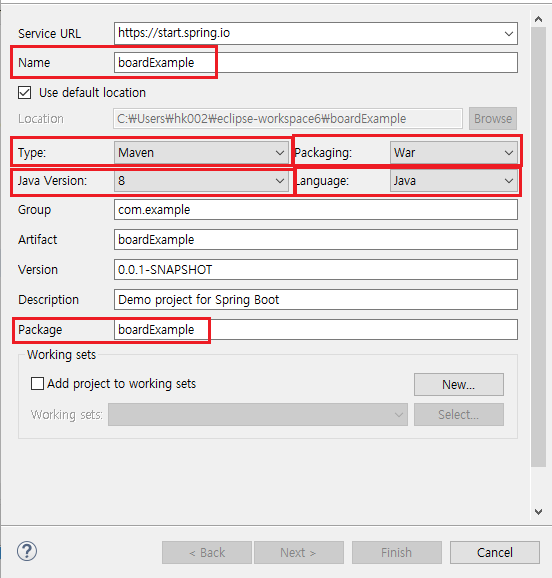 Service URL https://start.spring.io
Name boardExample
Use default location
Location C:₩Users₩hk002₩eclipse-workspace6₩boardExample Browse
Type: Maven Packaging: War
Java Version: 8 Language: Java
Group com.example
Artifact boardExample
Version 0.0.1-SNAPSHOT
Description Demo project for Spring Boot
Package boardExample
Working sets
Add project to working sets New...
Working sets: Select...
? < Back Next > Finish Cancel